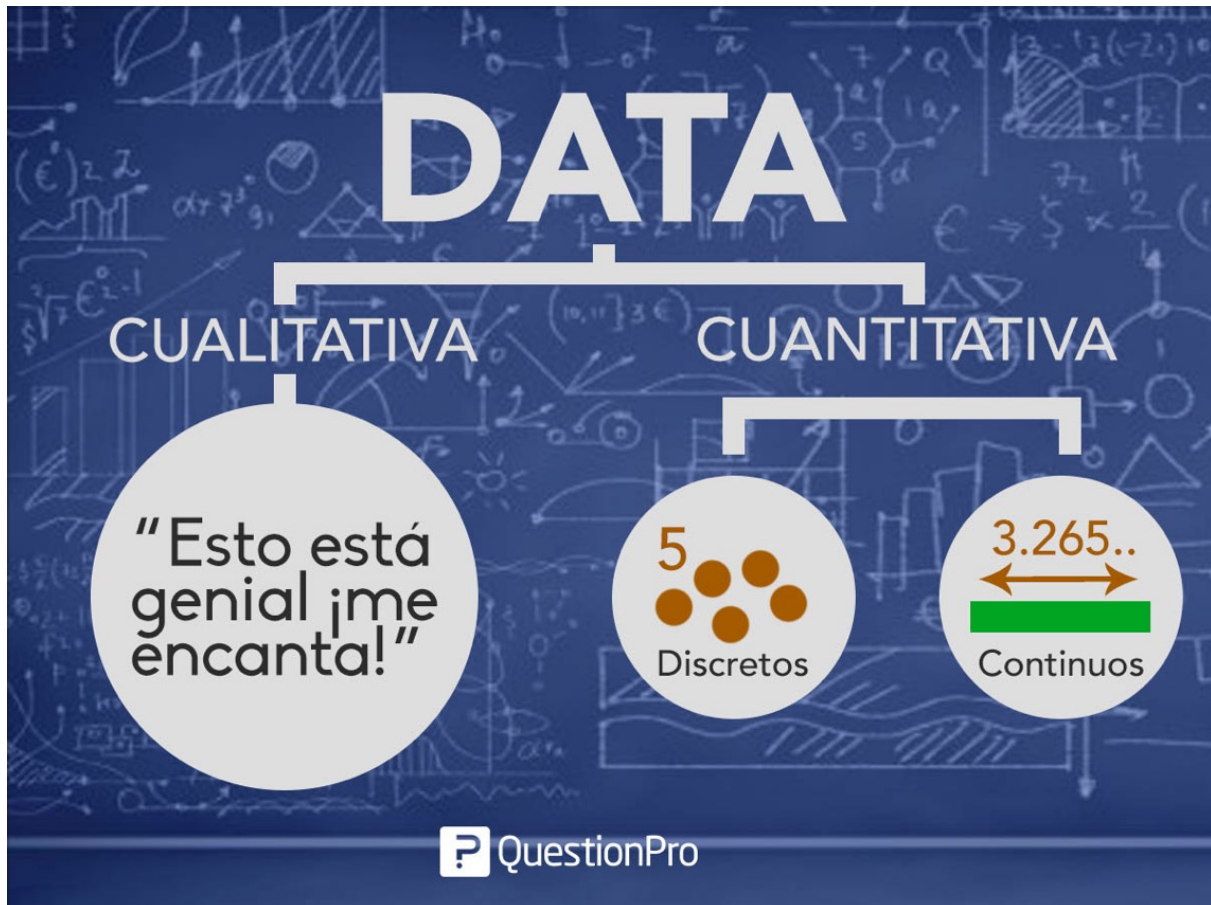 DATA
CUALITATIVA
CUANTITATIVA
“Esto está
genial ¡me
encanta!”
5
Discretos
3.265..
Continuos
QuestionPro